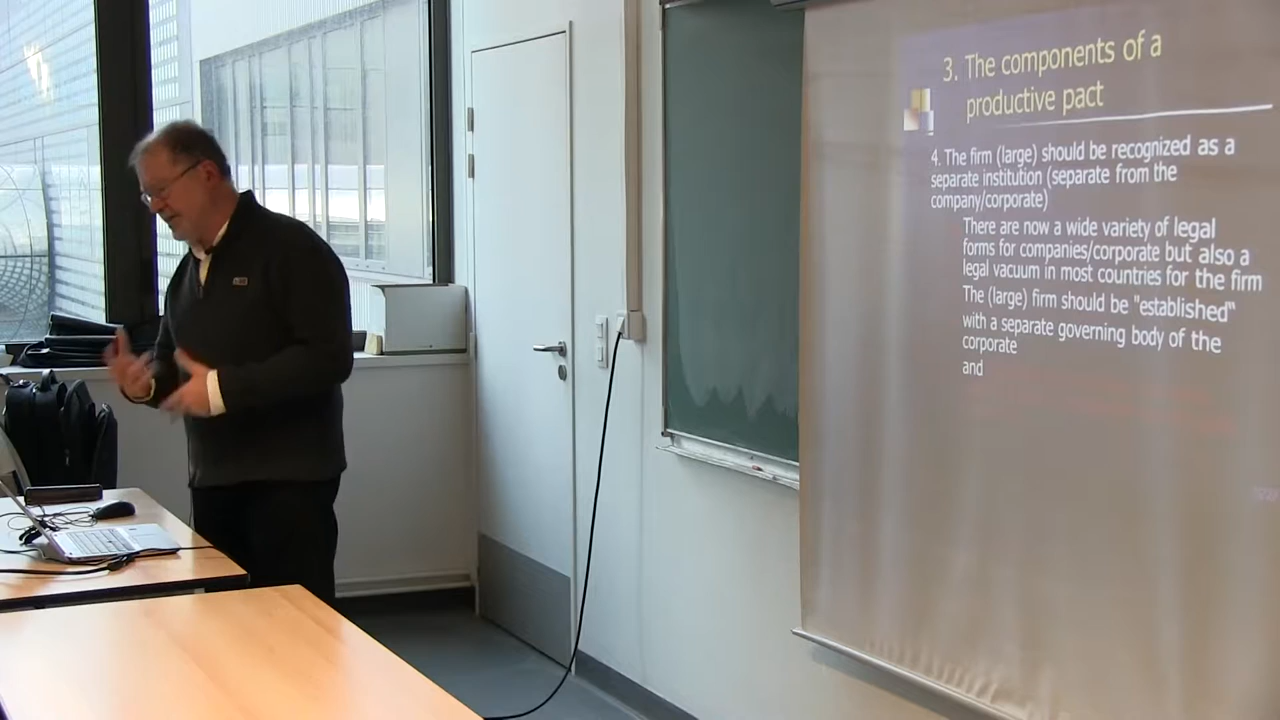 3. The components of a
productive pact
4. The firm (large) should be recognized as a
separate institution (separate from the
company/corporate)
There are now a wide variety of legal
forms for companies/corporate but also a
legal vacuum in most countries for the firm
The (large) firm should be "established"
with a separate governing body of the
corporate
and